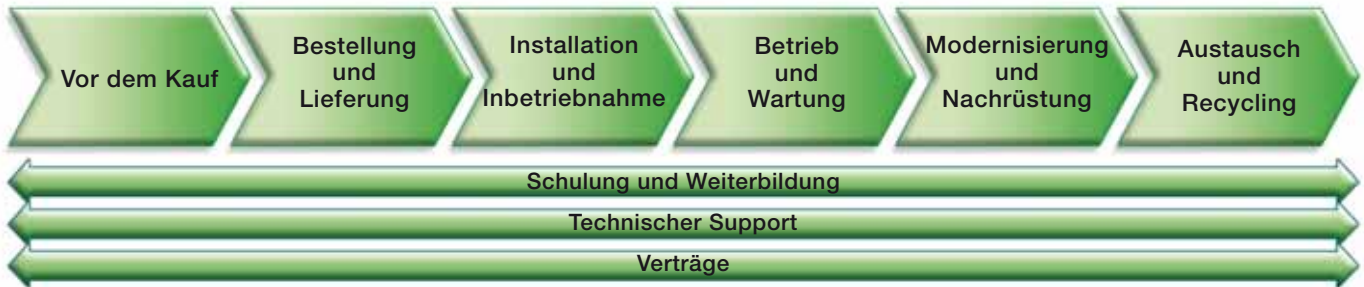 Vor dem Kauf
Bestellung
und
Lieferung
Installation
und
Inbetriebnahme
Betrieb
und
Wartung
Modernisierung
und
Nachrüstung
Austausch
und
Recycling
Schulung und Weiterbildung
Technischer Support
Verträge